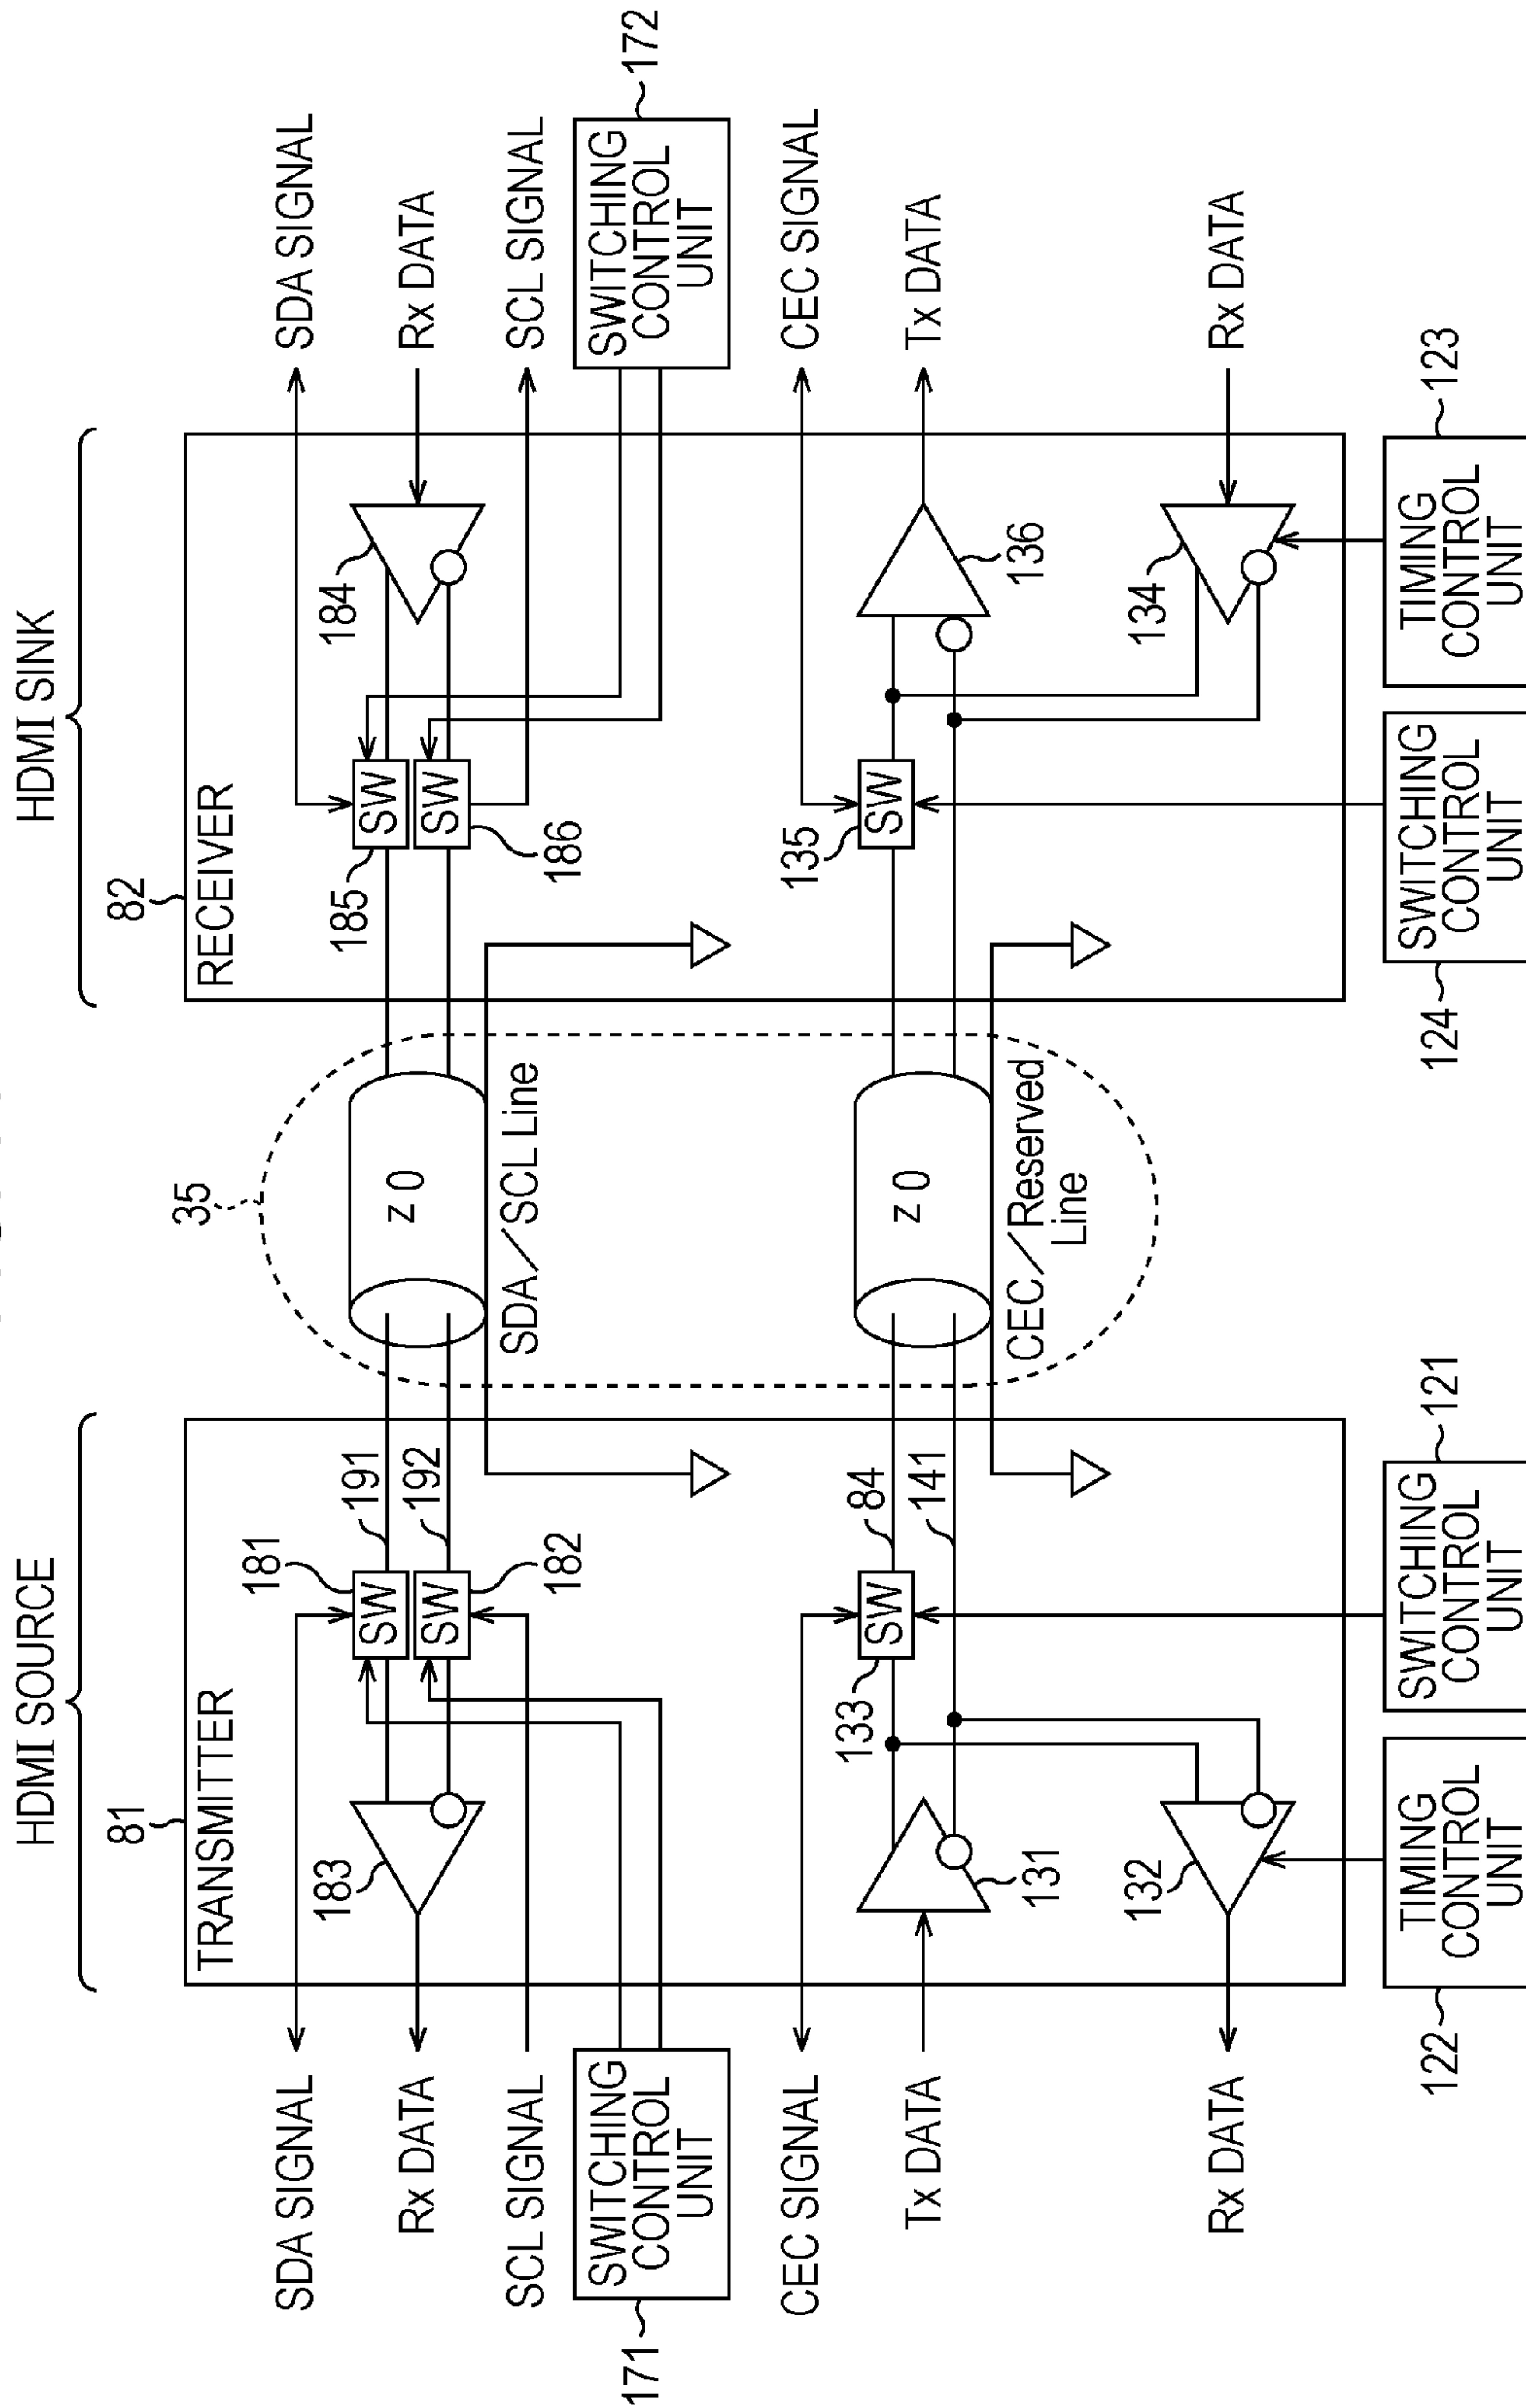 HDMI SOURCE
HDMI SINK
81
82
TRANSMITTER
RECEIVER
35
SDA SIGNAL
181
185
184
SDA SIGNAL
Rx DATA
183
SW
191
z 0
SW
Rx DATA
SCL SIGNAL
SW
192
182
SDA/SCL Line
SW
186
SCL SIGNAL
171
SWITCHING
CONTROL
UNIT
SWITCHING
CONTROL
UNIT
172
CEC SIGNAL
133
SW
84
135
SW
CEC SIGNAL
Tx DATA
131
141
z 0
136
Tx DATA
CEC/Reserved
Line
Rx DATA
132
134
Rx DATA
122
TIMING
CONTROL
UNIT
SWITCHING
CONTROL
UNIT
121
124
SWITCHING
CONTROL
UNIT
TIMING
CONTROL
UNIT
123